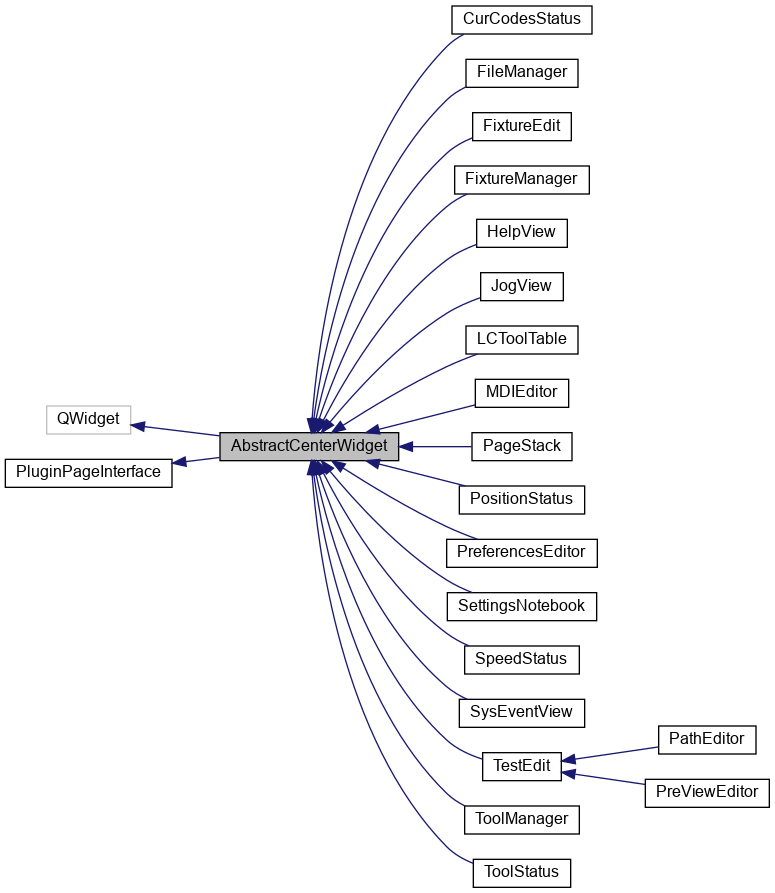 QWidget
PluginPageInterface
AbstractCenterWidget
CurCodesStatus
FileManager
FixtureEdit
FixtureManager
HelpView
JogView
LCToolTable
MDIEditor
PageStack
PositionStatus
PreferencesEditor
SettingsNotebook
SpeedStatus
SysEventView
TestEdit
ToolManager
ToolStatus
PathEditor
PreViewEditor